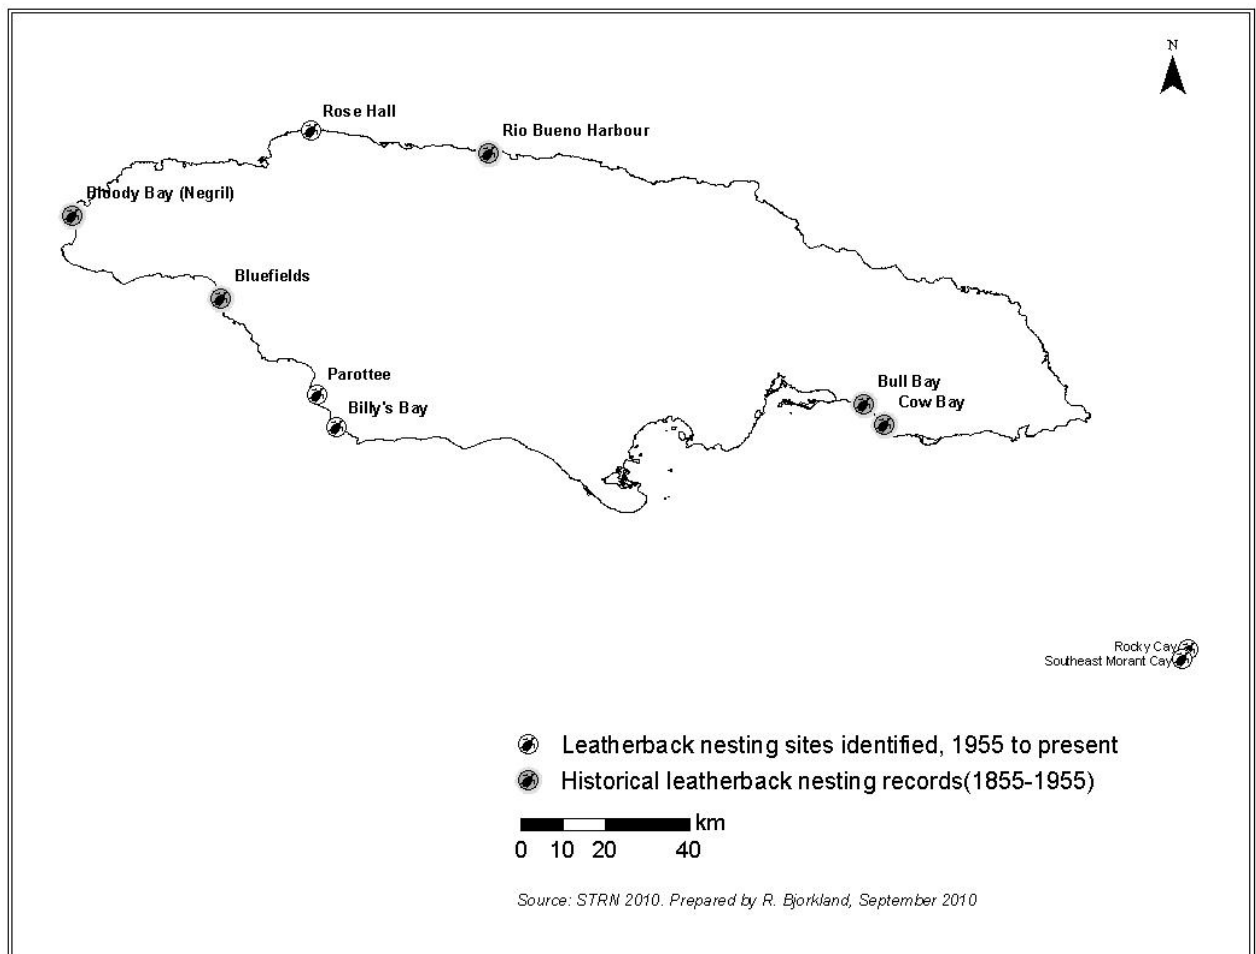 N
Rose Hall
Rio Bueno Harbour
Bloody Bay (Negril)
Bluefields
Parottee
Billy's Bay
Bull Bay
Cow Bay
Rocky Cay
Southeast Morant Cay
Leatherback nesting sites identified, 1955 to present
Historical leatherback nesting records(1855-1955)
km
0 10 20 40
Source: STRN 2010. Prepared by R. Bjorkland, September 2010